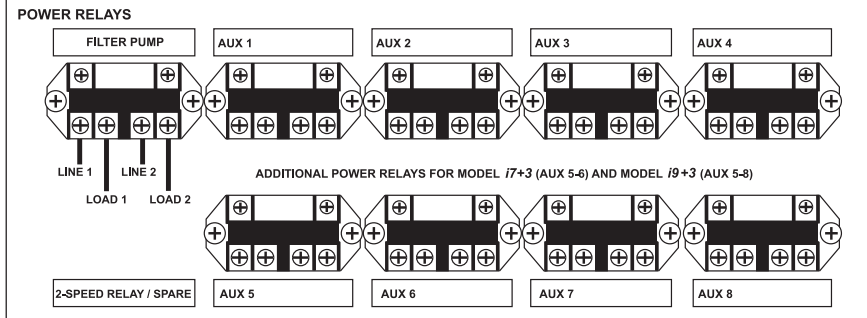 POWER RELAYS
FILTER PUMP
AUX 1
AUX 2
AUX 3
AUX 4
LINE 1
LINE 2
LOAD 1
LOAD 2
ADDITIONAL POWER RELAYS FOR MODEL i7+3 (AUX 5-6) AND MODEL i9+3 (AUX 5-8)
2-SPEED RELAY / SPARE
AUX 5
AUX 6
AUX 7
AUX 8